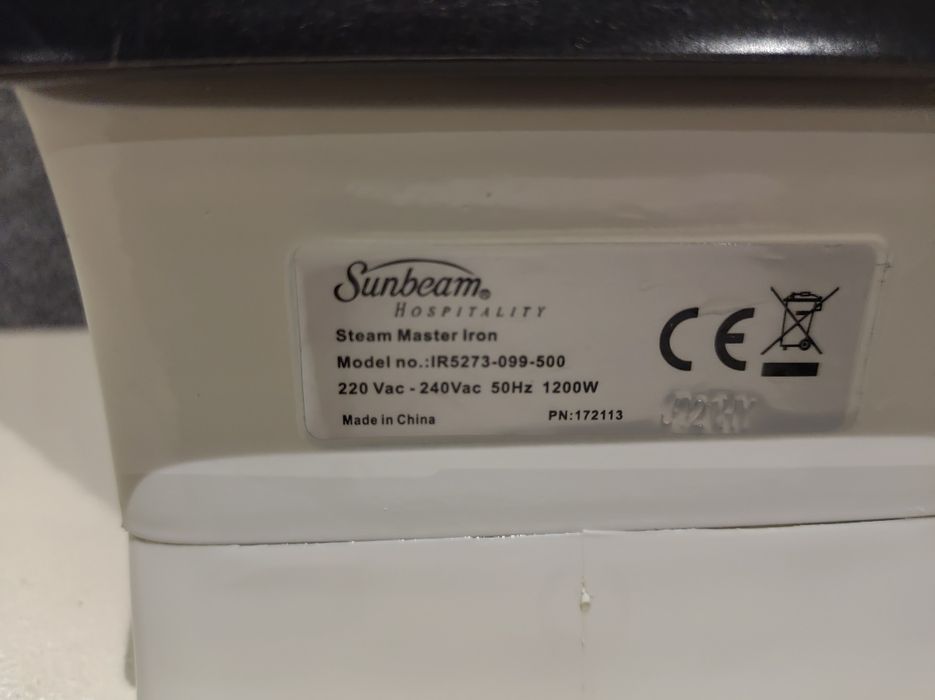 Sunbeam®
HOSPITALITY
Steam Master Iron
Model no.:IR5273-099-500
220 Vac - 240Vac 50Hz 1200W
Made in China PN:172113
CE